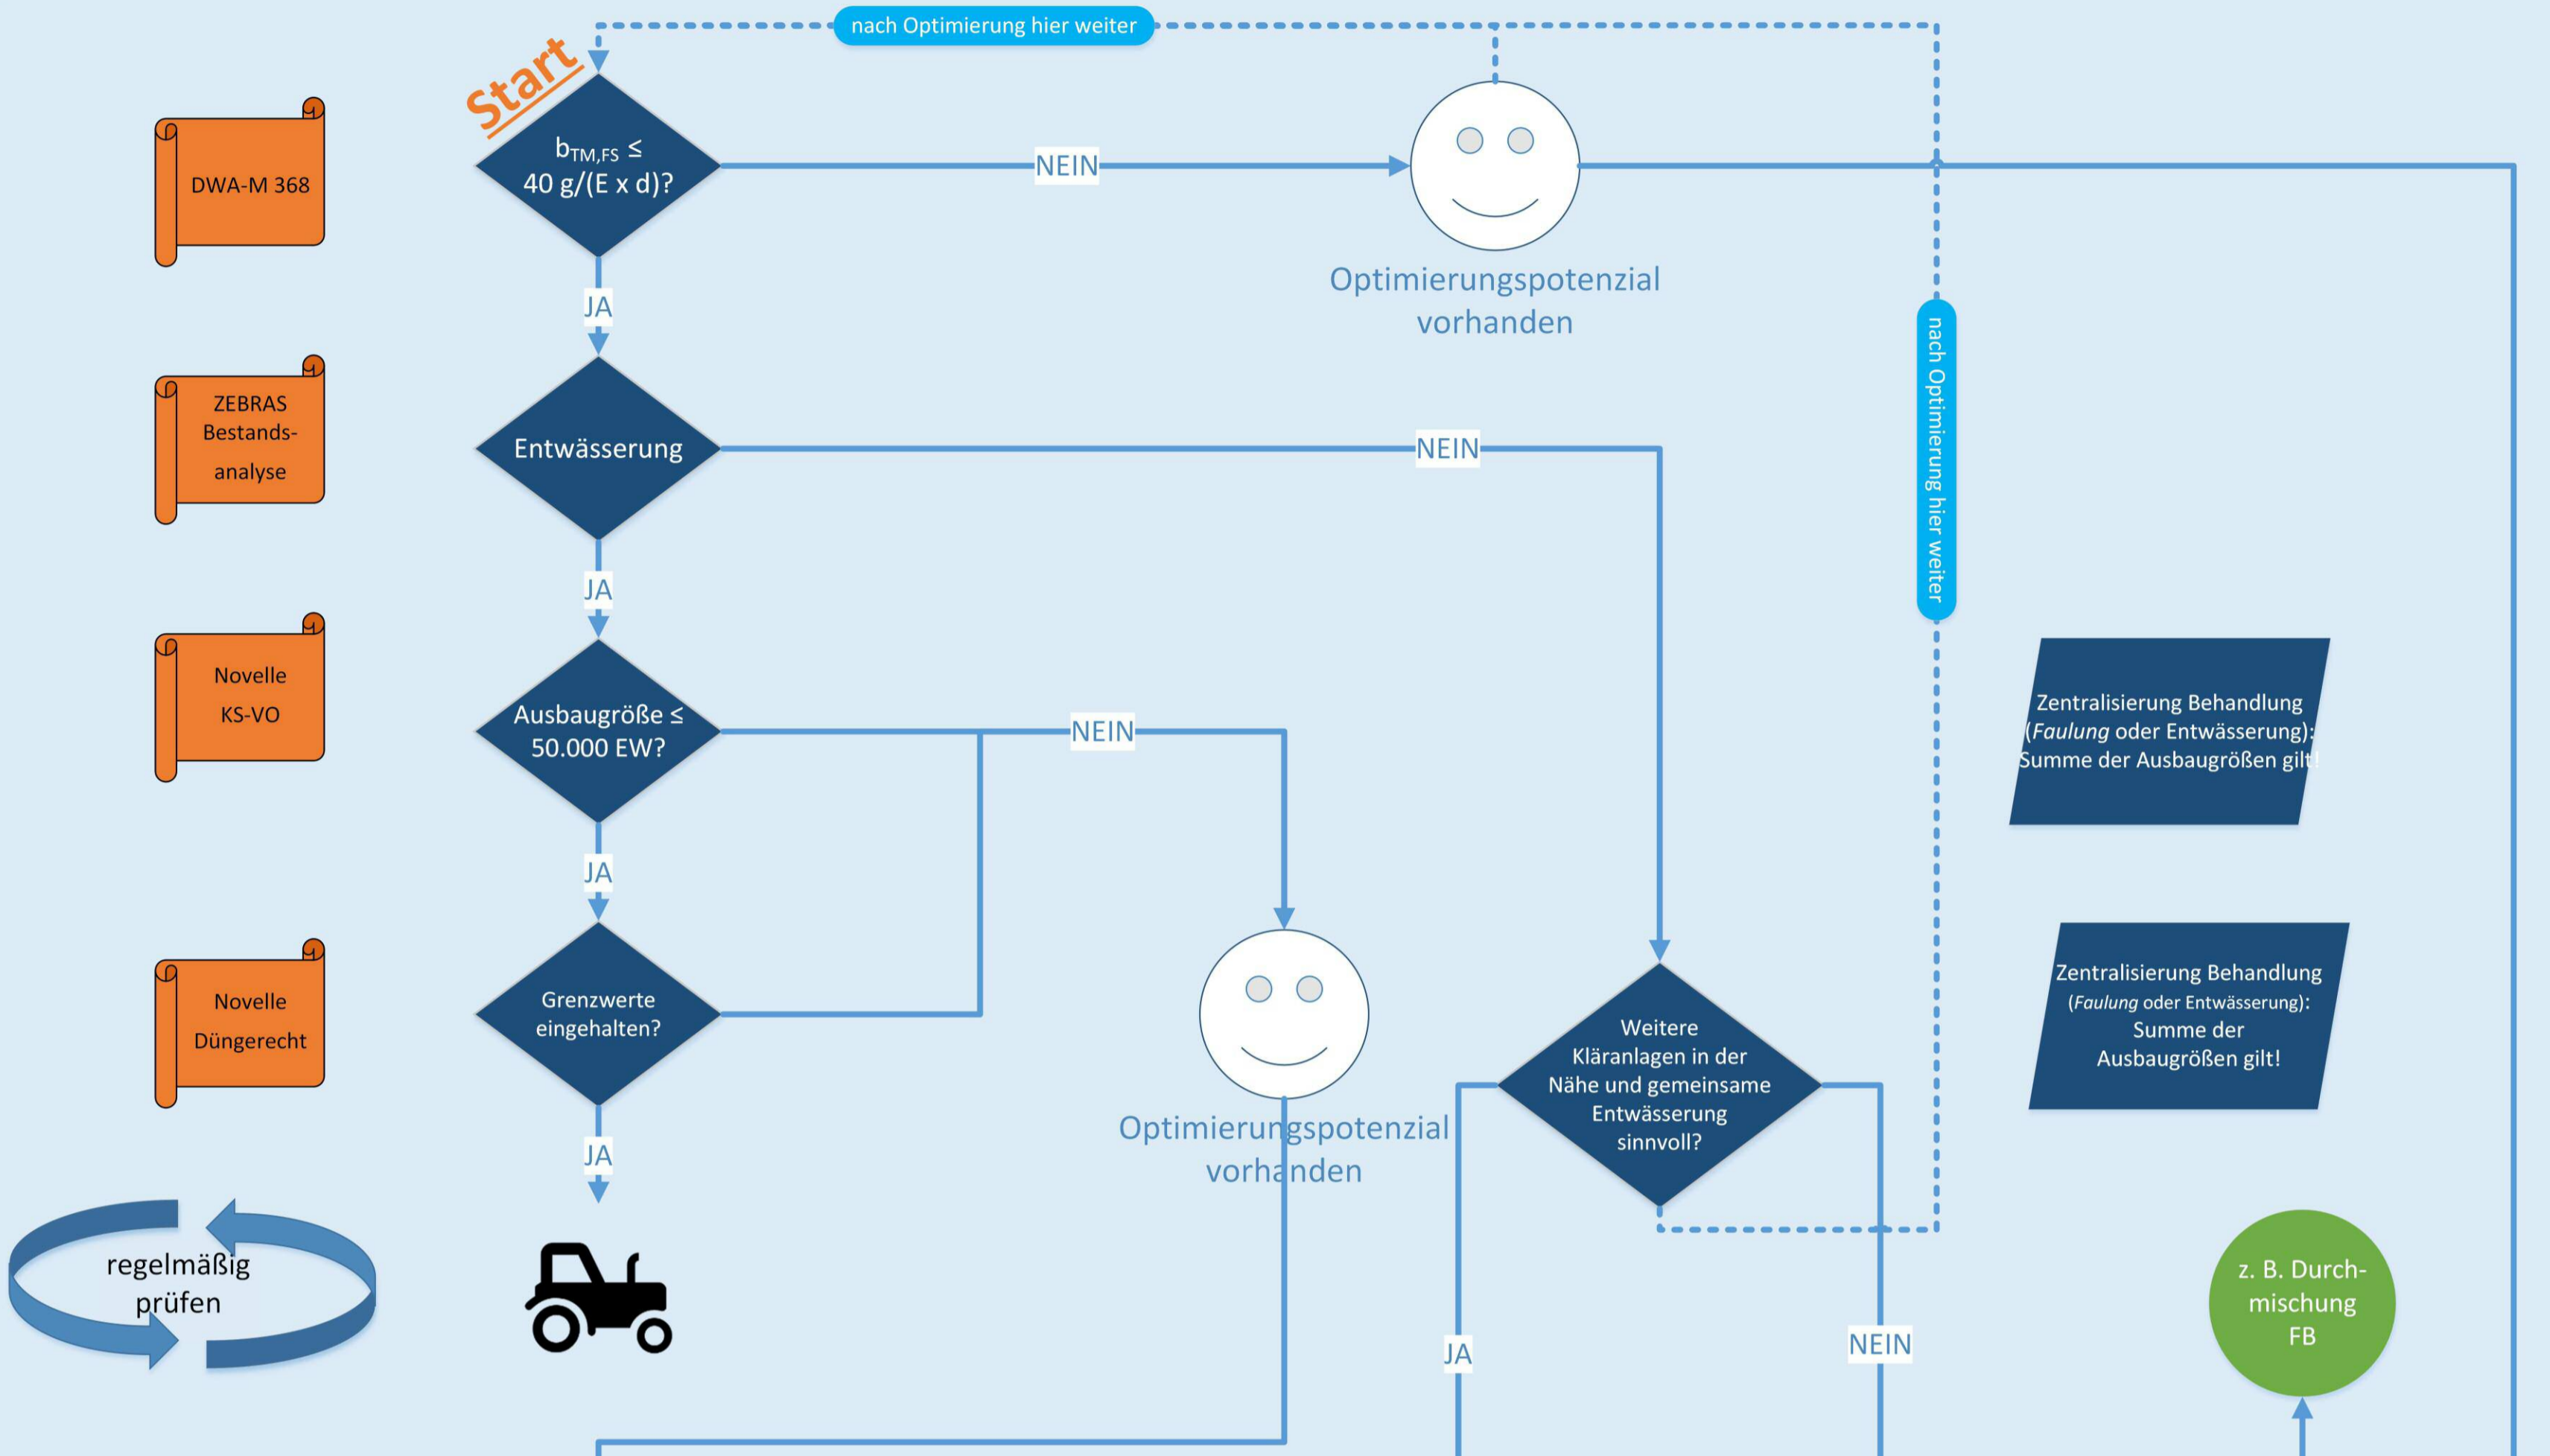 nach Optimierung hier weiter
Start
DWA-M 368
b_TM,FS ≤
40 g/(E x d)?
NEIN
Optimierungspotenzial
vorhanden
JA
nach Optimierung hier weiter
ZEBRAS
Bestands-
analyse
Entwässerung
NEIN
JA
Novelle
KS-VO
Ausbaugröße ≤
50.000 EW?
NEIN
Zentralisierung Behandlung
(Faulung oder Entwässerung):
Summe der Ausbaugrößen gilt!
JA
Novelle
Düngerecht
Grenzwerte
eingehalten?
Optimierungspotenzial
vorhanden
Weitere
Kläranlagen in der
Nähe und gemeinsame
Entwässerung
sinnvoll?
Zentralisierung Behandlung
(Faulung oder Entwässerung):
Summe der
Ausbaugrößen gilt!
JA
regelmäßig
prüfen
JA
NEIN
z. B. Durch-
mischung
FB